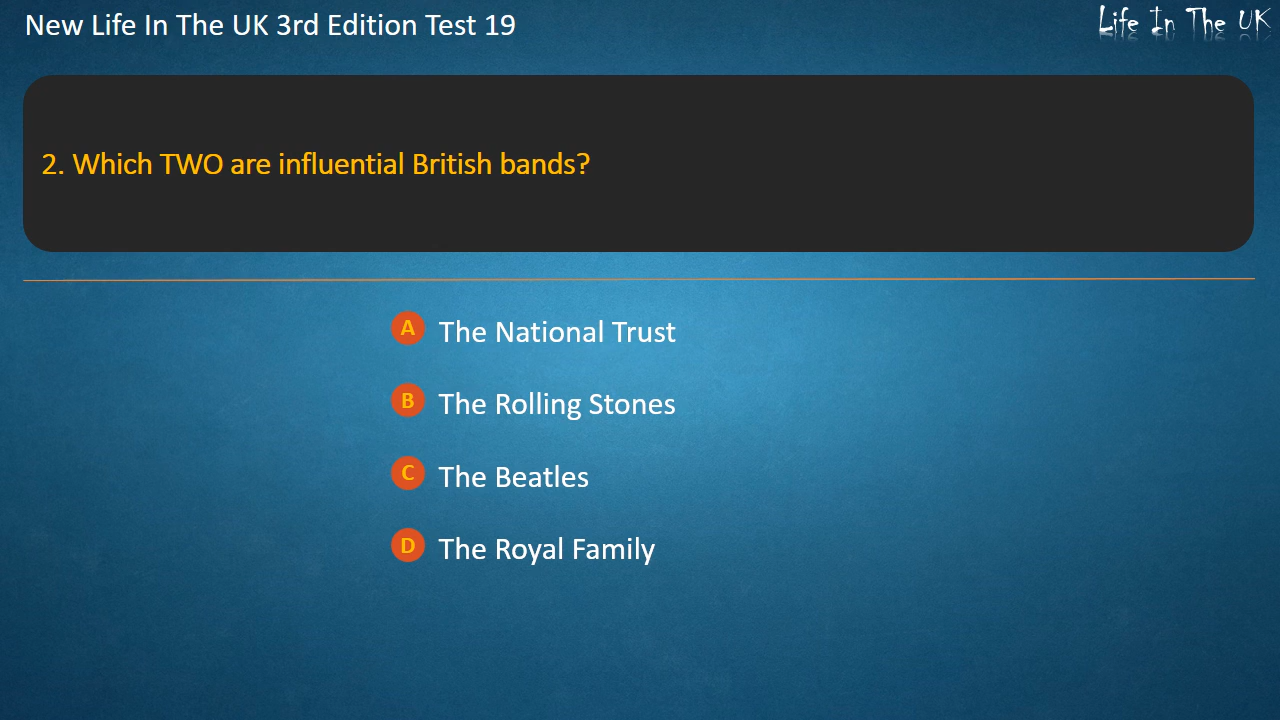 New Life In The UK 3rd Edition Test 19
Life In The UK
2. Which TWO are influential British bands?
A The National Trust
B The Rolling Stones
C The Beatles
D The Royal Family